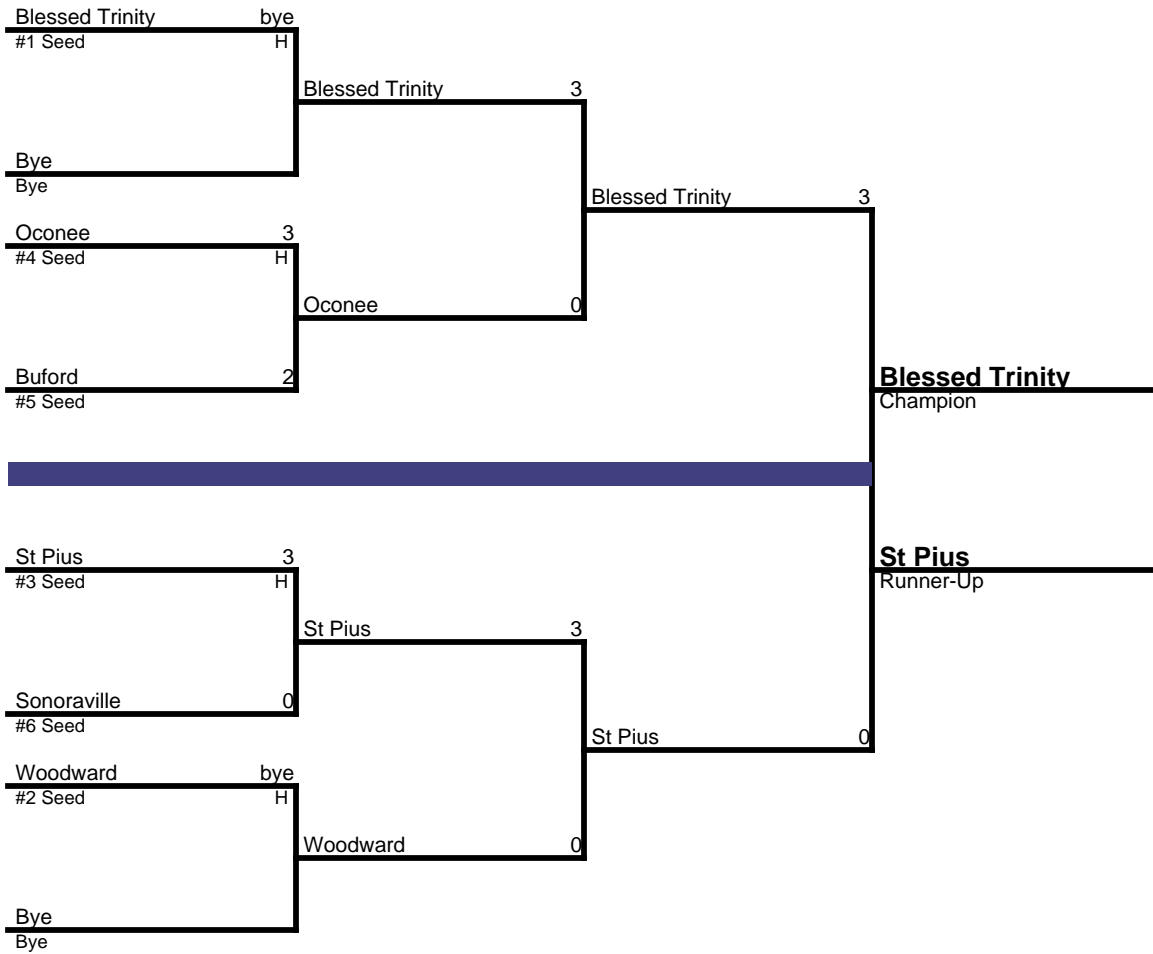 Blessed Trinity bye
#1 Seed H
Blessed Trinity 3
Bye
Bye
Blessed Trinity 3
Oconee 3
#4 Seed H
Oconee 0
Buford 2
#5 Seed
Blessed Trinity
Champion
St Pius 3
#3 Seed H
St Pius
Runner-Up
St Pius 3
Sonoraville 0
#6 Seed
St Pius 0
Woodward bye
#2 Seed H
Woodward 0
Bye
Bye